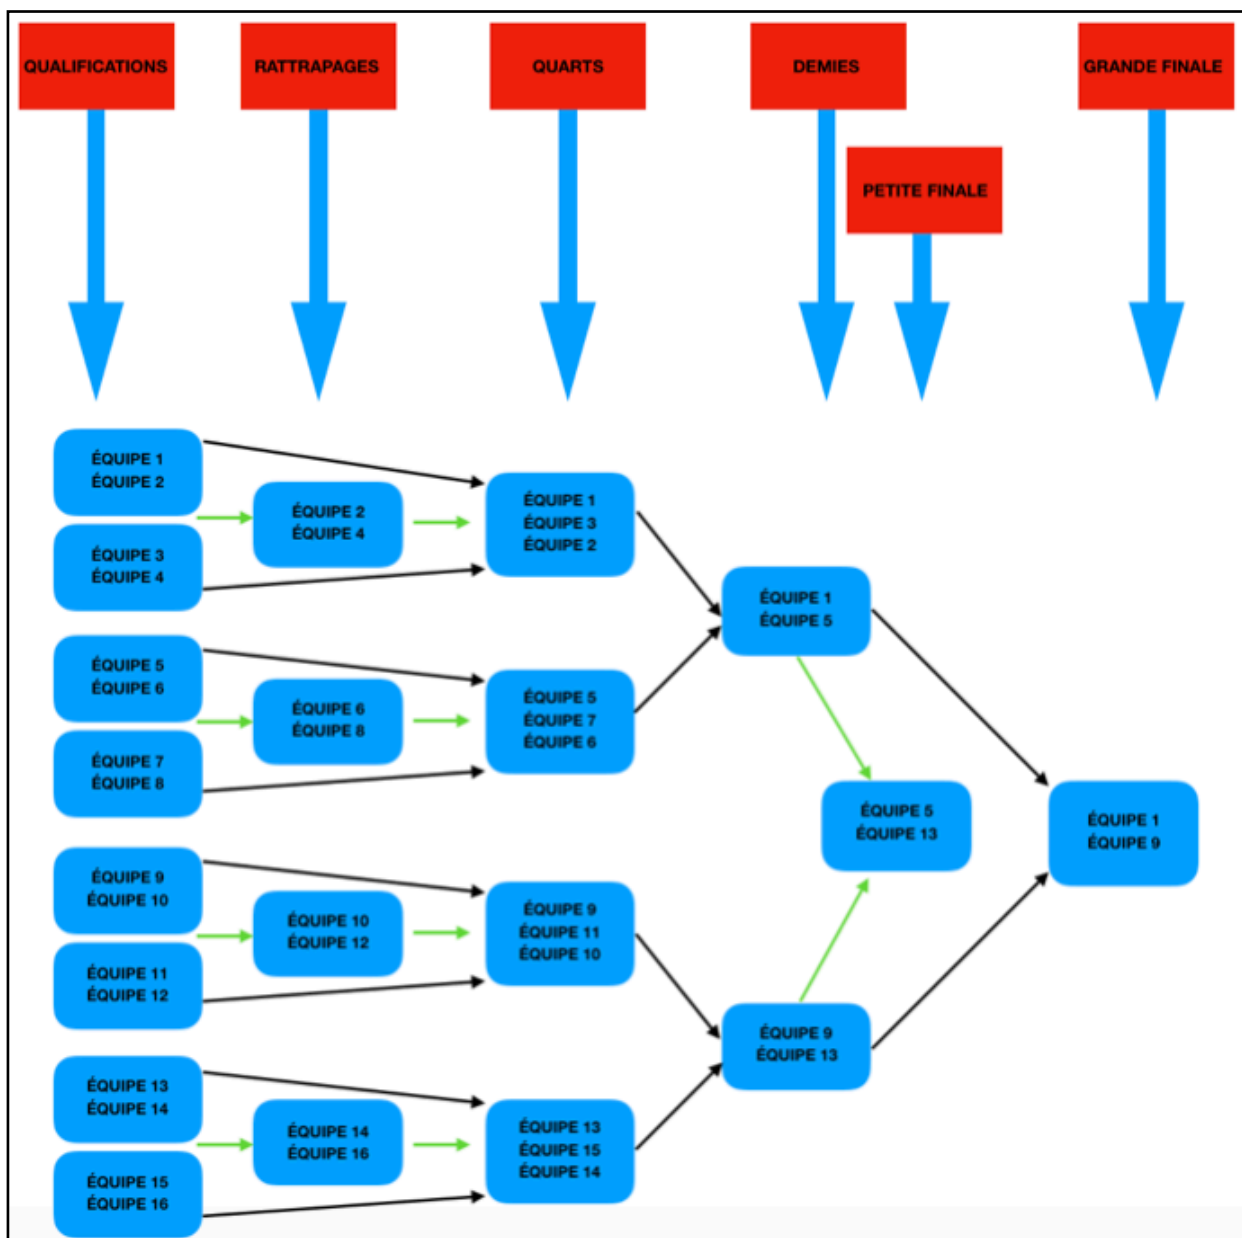 QUALIFICATIONS
RATTRAPAGES
QUARTS
DEMIES
GRANDE FINALE
PETITE FINALE
ÉQUIPE 1
ÉQUIPE 2
ÉQUIPE 3
ÉQUIPE 4
ÉQUIPE 2
ÉQUIPE 4
ÉQUIPE 1
ÉQUIPE 3
ÉQUIPE 2
ÉQUIPE 5
ÉQUIPE 6
ÉQUIPE 7
ÉQUIPE 8
ÉQUIPE 6
ÉQUIPE 8
ÉQUIPE 5
ÉQUIPE 7
ÉQUIPE 6
ÉQUIPE 1
ÉQUIPE 5
ÉQUIPE 5
ÉQUIPE 13
ÉQUIPE 1
ÉQUIPE 9
ÉQUIPE 9
ÉQUIPE 10
ÉQUIPE 11
ÉQUIPE 12
ÉQUIPE 10
ÉQUIPE 12
ÉQUIPE 9
ÉQUIPE 11
ÉQUIPE 10
ÉQUIPE 9
ÉQUIPE 13
ÉQUIPE 13
ÉQUIPE 14
ÉQUIPE 15
ÉQUIPE 16
ÉQUIPE 14
ÉQUIPE 16
ÉQUIPE 13
ÉQUIPE 15
ÉQUIPE 14